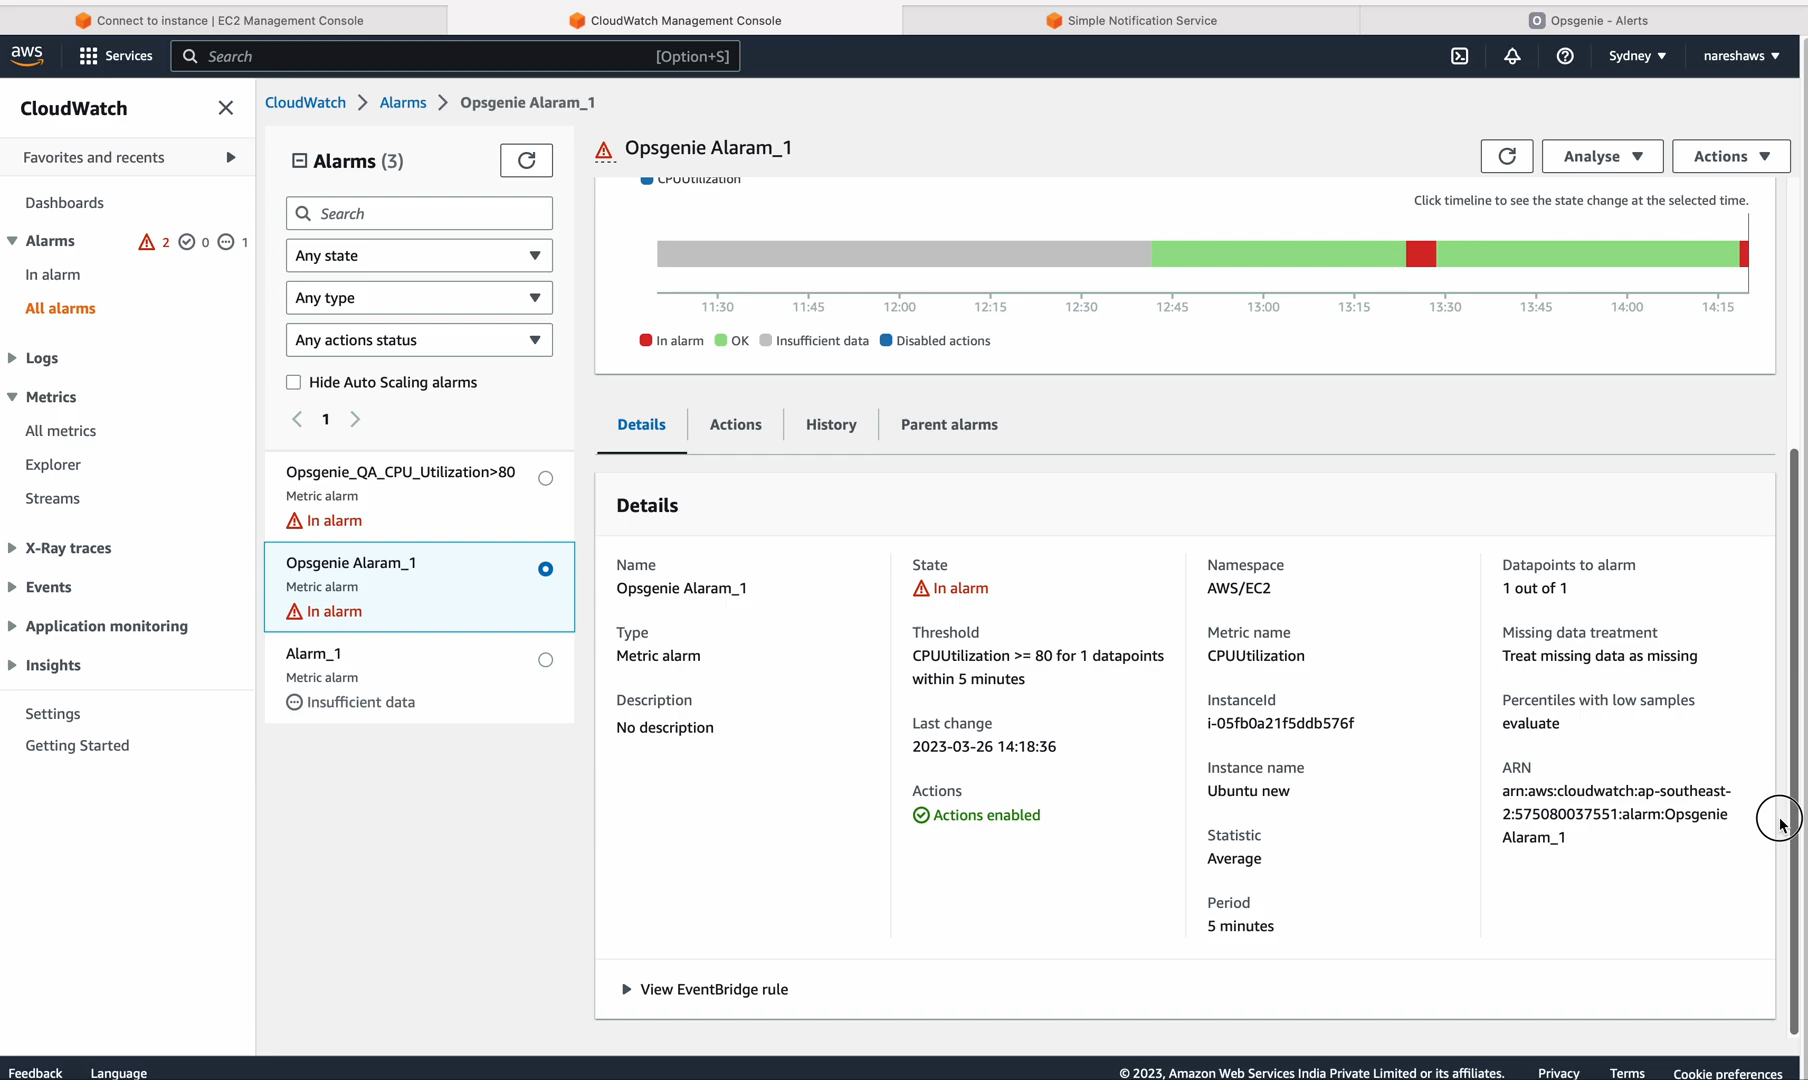 Connect to instance | EC2 Management Console
CloudWatch Management Console
Simple Notification Service
Opsgenie - Alerts
aws
Services
Search
[Option+S]
Sydney
nareshaws
CloudWatch
Favorites and recents
Dashboards
Alarms
2
0
1
In alarm
All alarms
Logs
Metrics
All metrics
Explorer
Streams
X-Ray traces
Events
Application monitoring
Insights
Settings
Getting Started
CloudWatch > Alarms > Opsgenie Alaram_1
Alarms (3)
Search
Any state
Any type
Any actions status
Hide Auto Scaling alarms
1
Opsgenie_QA_CPU_Utilization>80
Metric alarm
In alarm
Opsgenie Alaram_1
Metric alarm
In alarm
Alarm_1
Metric alarm
Insufficient data
Opsgenie Alaram_1
Analyse
Actions
CPUUtilization
Click timeline to see the state change at the selected time.
11:30 11:45 12:00 12:15 12:30 12:45 13:00 13:15 13:30 13:45 14:00 14:15
In alarm OK Insufficient data Disabled actions
Details
Actions
History
Parent alarms
Details
Name
Opsgenie Alaram_1
Type
Metric alarm
Description
No description
State
In alarm
Threshold
CPUUtilization >= 80 for 1 datapoints
within 5 minutes
Last change
2023-03-26 14:18:36
Actions
Actions enabled
Namespace
AWS/EC2
Metric name
CPUUtilization
InstanceId
i-05fb0a21f5ddb576f
Instance name
Ubuntu new
Statistic
Average
Period
5 minutes
Datapoints to alarm
1 out of 1
Missing data treatment
Treat missing data as missing
Percentiles with low samples
evaluate
ARN
arn:aws:cloudwatch:ap-southeast-
2:575080037551:alarm:Opsgenie
Alaram_1
View EventBridge rule
Feedback
Language
© 2023, Amazon Web Services India Private Limited or its affiliates.
Privacy
Terms
Cookie preferences